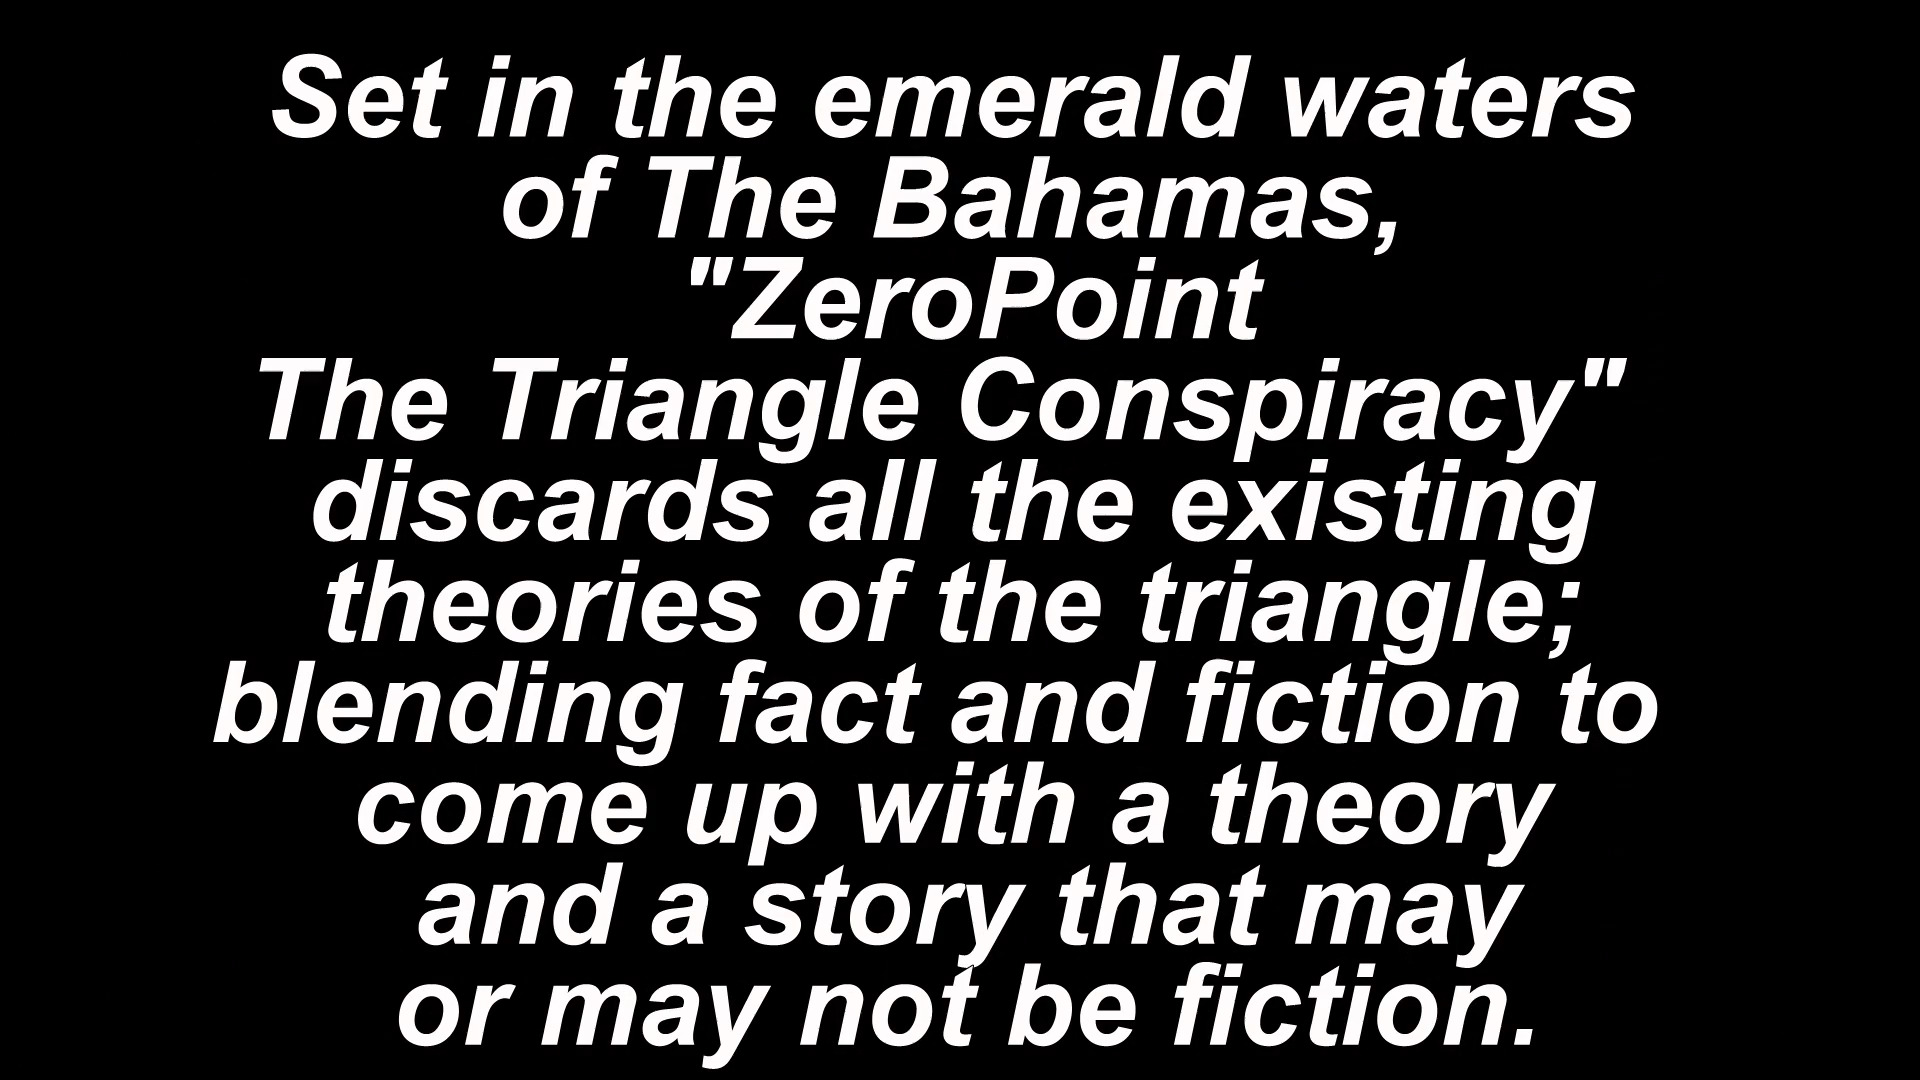 Set in the emerald waters
of The Bahamas,
"ZeroPoint
The Triangle Conspiracy"
discards all the existing
theories of the triangle;
blending fact and fiction to
come up with a theory
and a story that may
or may not be fiction.